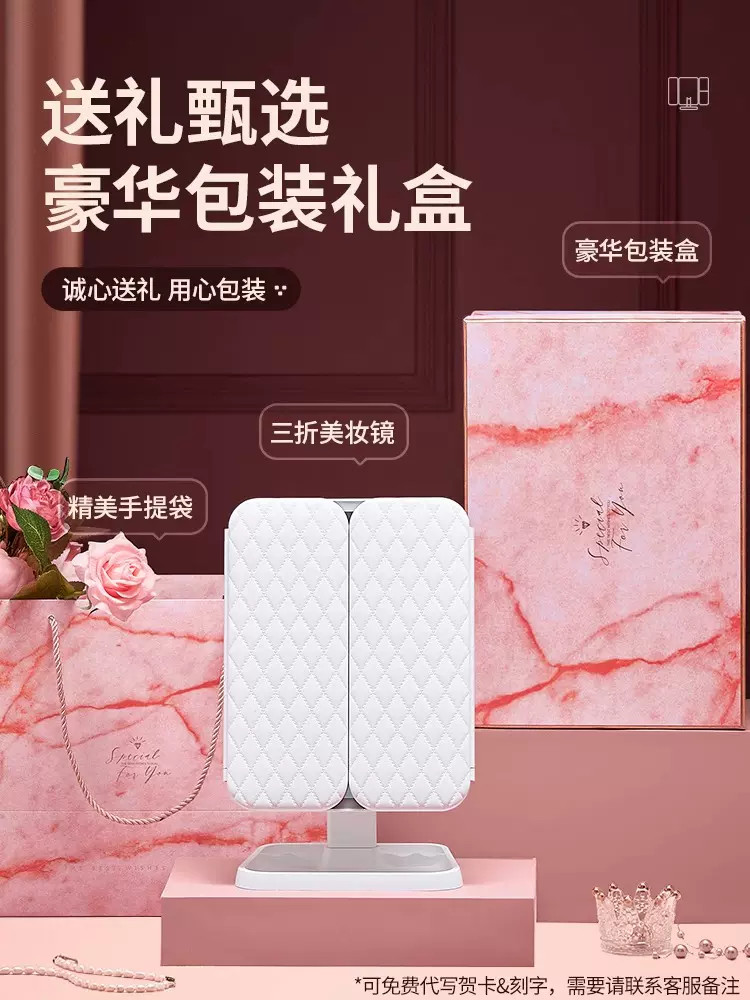 送礼甄选
豪华包装礼盒
诚心送礼 用心包装
豪华包装盒
三折美妆镜
精美手提袋
Special
For You
Special
For You
*可免费代写贺卡&刻字，需要请联系客服备注